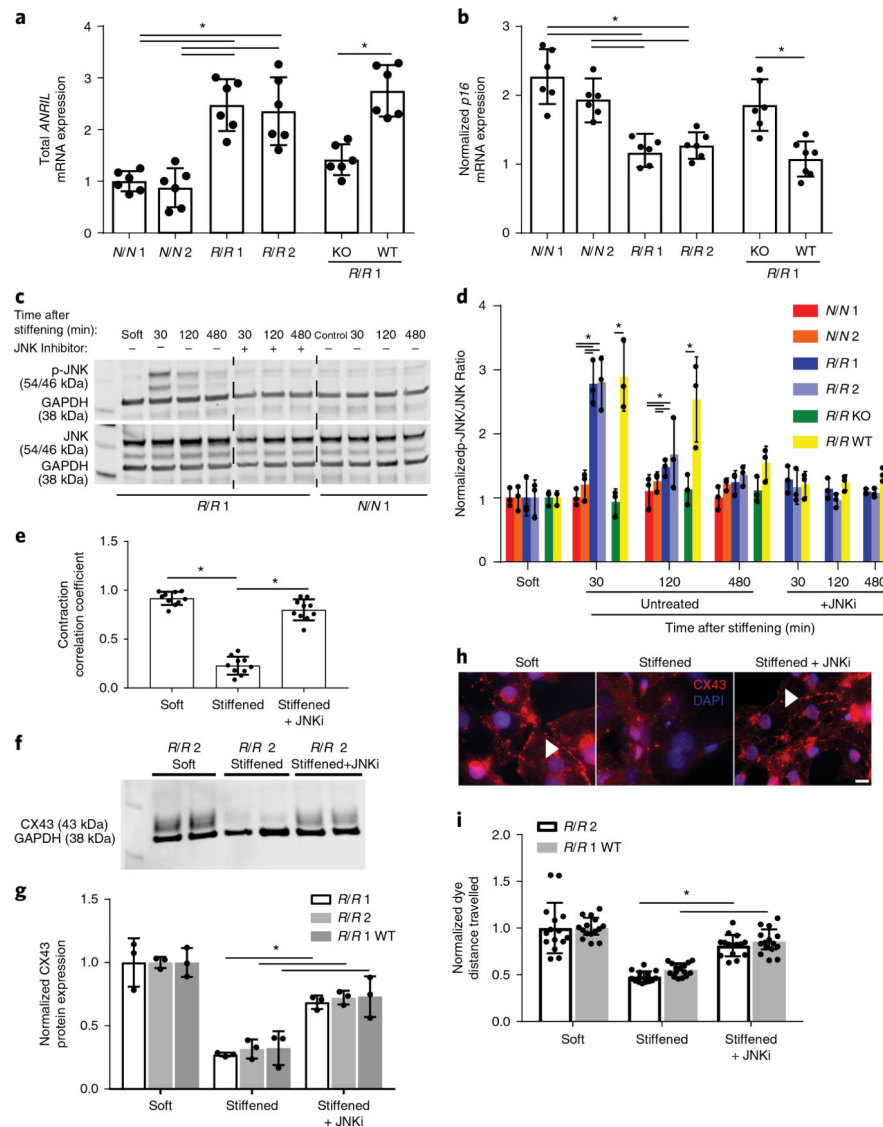 a
*
4
3
2
1
0
Total ANRIL
mRNA expression
*
N/N 1
N/N 2
R/R 1
R/R 2
KO
WT
R/R 1
b
*
3
2
1
0
Normalized p16
mRNA expression
*
N/N 1
N/N 2
R/R 1
R/R 2
KO
WT
R/R 1
c
Time after
stiffening (min):
Soft 30 120 480 30 120 480 Control 30 120 480
JNK Inhibitor:
– – – – + + + – – – –
p-JNK
(54/46 kDa)
GAPDH
(38 kDa)
JNK
(54/46 kDa)
GAPDH
(38 kDa)
R/R 1
N/N 1
d
Normalizedp-JNK/JNK Ratio
4
3
2
1
0
* * * *
N/N 1
N/N 2
R/R 1
R/R 2
R/R KO
R/R WT
Soft
30 120 480 30 120 480
Untreated
+JNKi
Time after stiffening (min)
e
Contraction
correlation coefficient
1.0
0.5
0.0
* *
Soft
Stiffened
Stiffened
+ JNKi
f
R/R 2
Soft
R/R 2
Stiffened
R/R 2
Stiffened+JNKi
CX43 (43 kDa)
GAPDH (38 kDa)
g
Normalized CX43
protein expression
1.5
1.0
0.5
0.0
*
R/R 1
R/R 2
R/R 1 WT
Soft
Stiffened
Stiffened
+ JNKi
h
Soft
Stiffened
Stiffened + JNKi
CX43
DAPI
i
Normalized dye
distance travelled
2.0
1.5
1.0
0.5
0.0
*
R/R 2
R/R 1 WT
Soft
Stiffened
Stiffened
+ JNKi